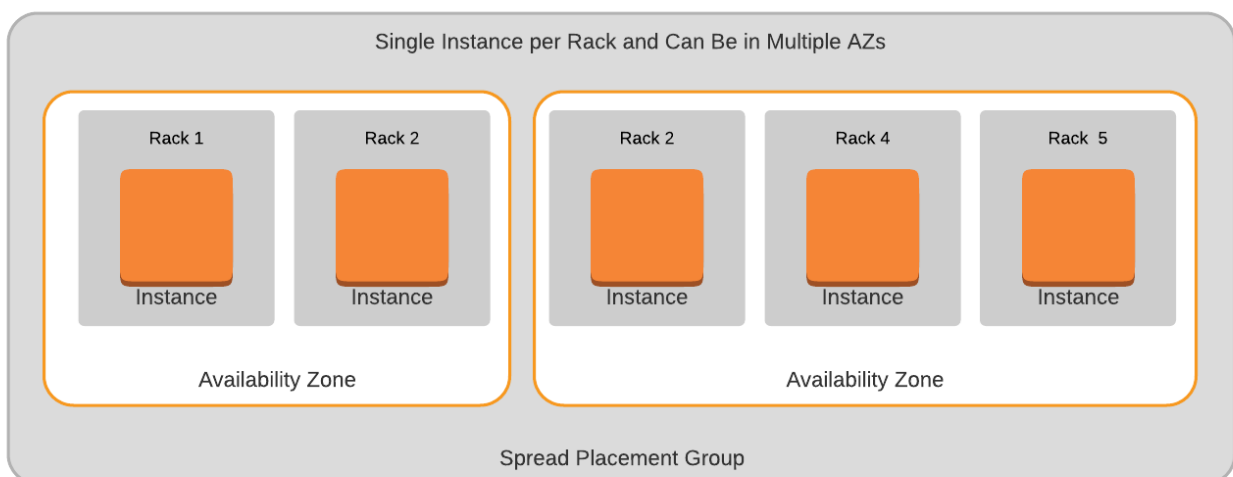 Single Instance per Rack and Can Be in Multiple AZs
Rack 1
Rack 2
Rack 2
Rack 4
Rack 5
Instance
Instance
Instance
Instance
Instance
Availability Zone
Availability Zone
Spread Placement Group